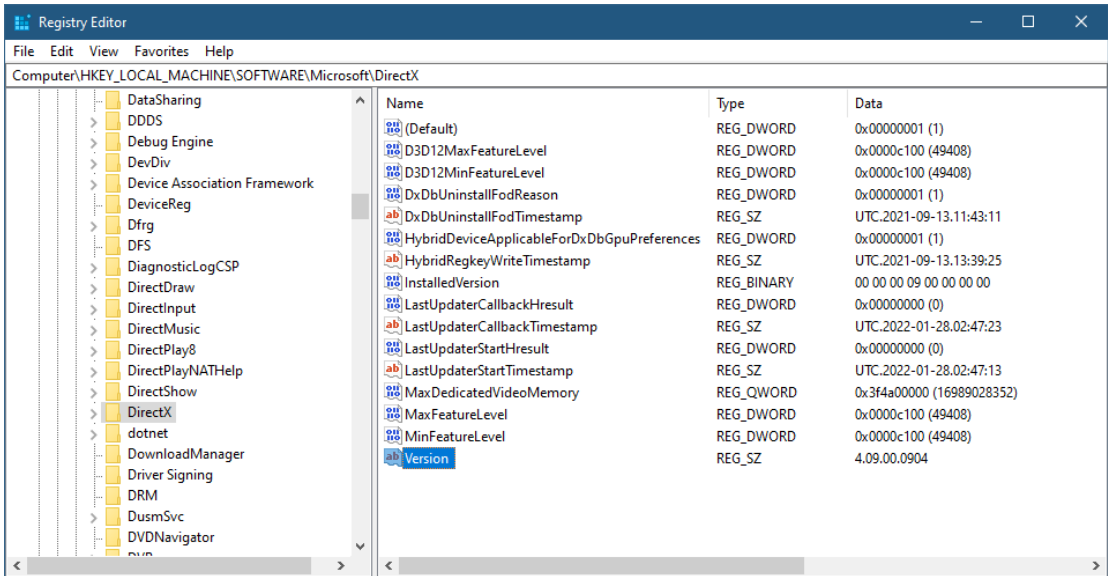 Registry Editor
File Edit View Favorites Help
Computer\HKEY_LOCAL_MACHINE\SOFTWARE\Microsoft\DirectX
DataSharing
DDDS
Debug Engine
DevDiv
Device Association Framework
DeviceReg
Dfrg
DFS
DiagnosticLogCSP
DirectDraw
DirectInput
DirectMusic
DirectPlay8
DirectPlayNATHelp
DirectShow
DirectX
dotnet
DownloadManager
Driver Signing
DRM
DusmSvc
DVDNavigator
Name Type Data
(Default) REG_DWORD 0x00000001 (1)
D3D12MaxFeatureLevel REG_DWORD 0x0000c100 (49408)
D3D12MinFeatureLevel REG_DWORD 0x0000c100 (49408)
DxDbUninstallFodReason REG_DWORD 0x00000001 (1)
DxDbUninstallFodTimestamp REG_SZ UTC.2021-09-13.11:43:11
HybridDeviceApplicableForDxDbGpuPreferences REG_DWORD 0x00000001 (1)
HybridRegkeyWriteTimestamp REG_SZ UTC.2021-09-13.13:39:25
InstalledVersion REG_BINARY 00 00 00 09 00 00 00 00
LastUpdaterCallbackHresult REG_DWORD 0x00000000 (0)
LastUpdaterCallbackTimestamp REG_SZ UTC.2022-01-28.02:47:23
LastUpdaterStartHresult REG_DWORD 0x00000000 (0)
LastUpdaterStartTimestamp REG_SZ UTC.2022-01-28.02:47:13
MaxDedicatedVideoMemory REG_QWORD 0x3f4a00000 (16989028352)
MaxFeatureLevel REG_DWORD 0x0000c100 (49408)
MinFeatureLevel REG_DWORD 0x0000c100 (49408)
Version REG_SZ 4.09.00.0904